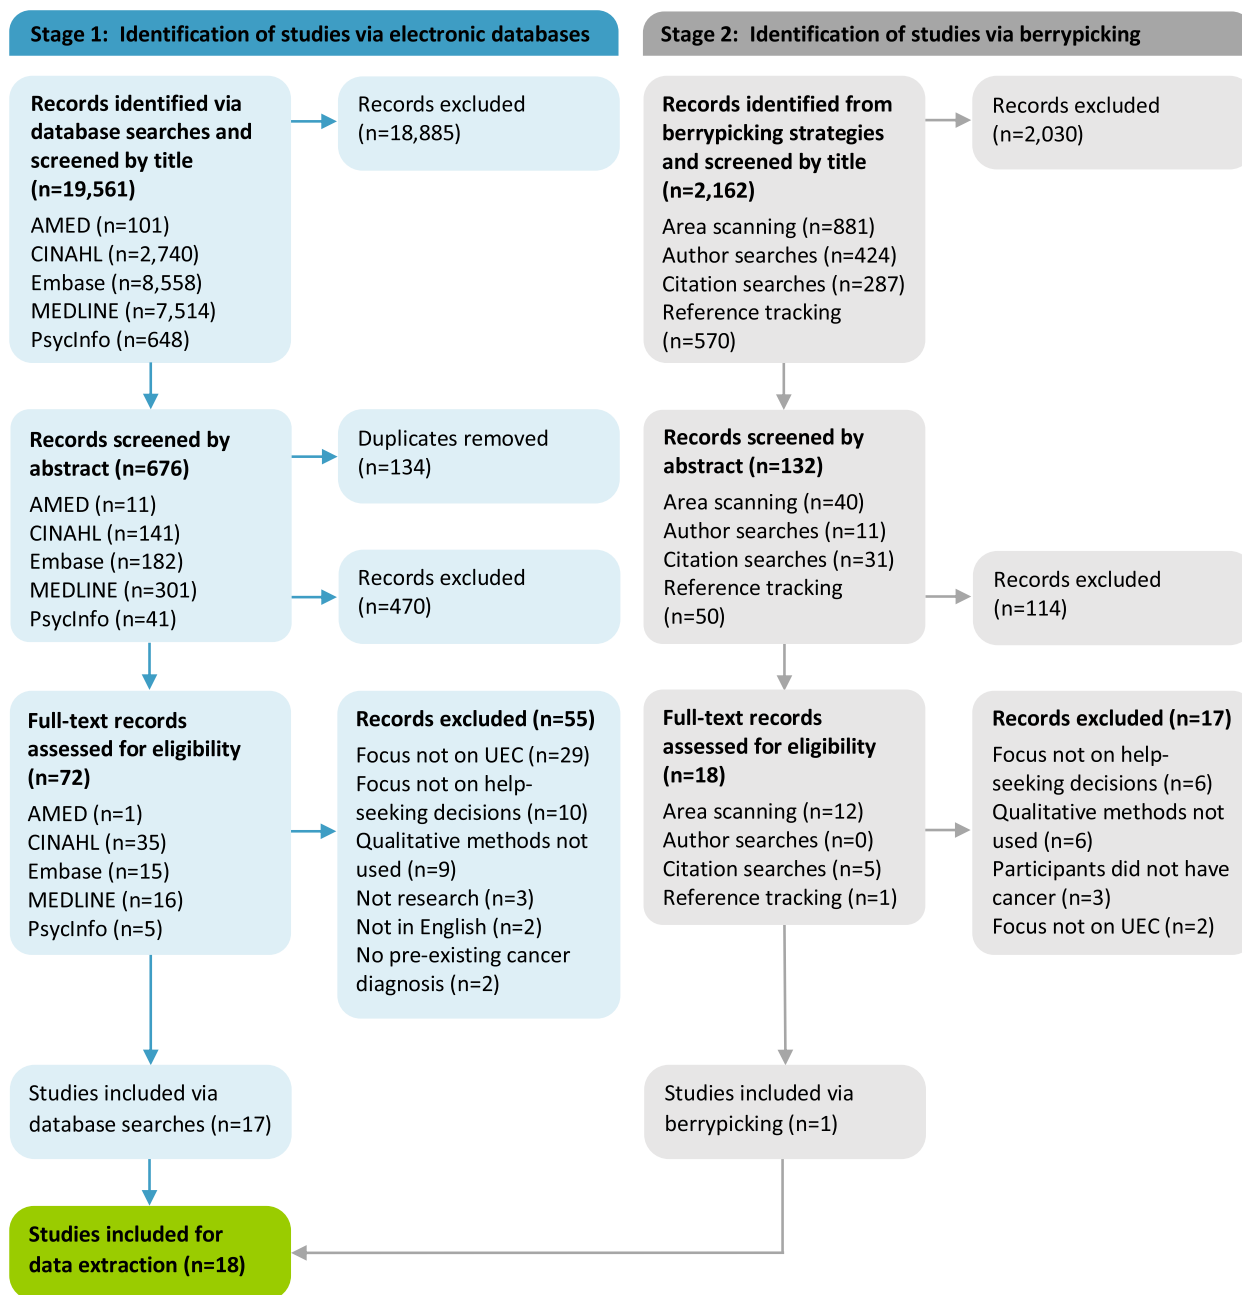 Stage 1:  Identification of studies via electronic databases
Records identified via
database searches and
screened by title
(n=19,561)
AMED (n=101)
CINAHL (n=2,740)
Embase (n=8,558)
MEDLINE (n=7,514)
PsycInfo (n=648)
Records excluded
(n=18,885)
Records screened by
abstract (n=676)
AMED (n=11)
CINAHL (n=141)
Embase (n=182)
MEDLINE (n=301)
PsycInfo (n=41)
Duplicates removed
(n=134)
Records excluded
(n=470)
Full-text records
assessed for eligibility
(n=72)
AMED (n=1)
CINAHL (n=35)
Embase (n=15)
MEDLINE (n=16)
PsycInfo (n=5)
Records excluded (n=55)
Focus not on UEC (n=29)
Focus not on help-
seeking decisions (n=10)
Qualitative methods not
used (n=9)
Not research (n=3)
Not in English (n=2)
No pre-existing cancer
diagnosis (n=2)
Studies included via
database searches (n=17)
Stage 2:  Identification of studies via berrypicking
Records identified from
berrypicking strategies
and screened by title
(n=2,162)
Area scanning (n=881)
Author searches (n=424)
Citation searches (n=287)
Reference tracking
(n=570)
Records excluded
(n=2,030)
Records screened by
abstract (n=132)
Area scanning (n=40)
Author searches (n=11)
Citation searches (n=31)
Reference tracking
(n=50)
Records excluded
(n=114)
Full-text records
assessed for eligibility
(n=18)
Area scanning (n=12)
Author searches (n=0)
Citation searches (n=5)
Reference tracking (n=1)
Records excluded (n=17)
Focus not on help-
seeking decisions (n=6)
Qualitative methods not
used (n=6)
Participants did not have
cancer (n=3)
Focus not on UEC (n=2)
Studies included via
berrypicking (n=1)
Studies included for
data extraction (n=18)